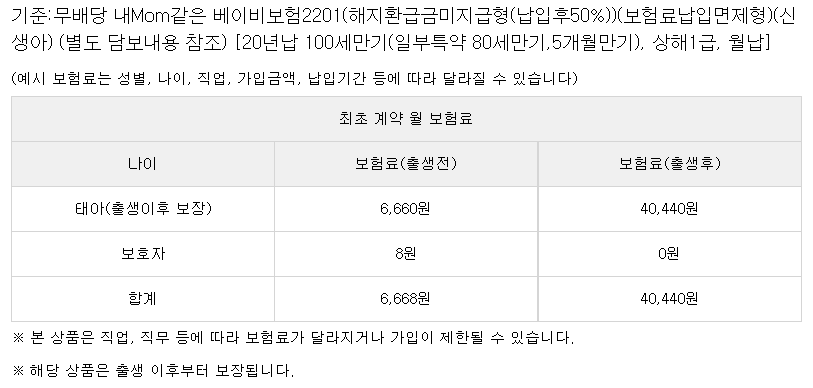 기준:무배당 내Mom같은 베이비보험2201(해지환급금미지급형(납입후50%))(보험료납입면제형)(신
생아) (별도 담보내용 참조) [20년납 100세만기(일부특약 80세만기,5개월만기), 상해1급, 월납]
(예시 보험료는 성별, 나이, 직업, 가입금액, 납입기간 등에 따라 달라질 수 있습니다)
최초 계약 월 보험료
나이 보험료(출생전) 보험료(출생후)
태아(출생이후 보장) 6,660원 40,440원
보호자 8원 0원
합계 6,668원 40,440원
※ 본 상품은 직업, 직무 등에 따라 보험료가 달라지거나 가입이 제한될 수 있습니다.
※ 해당 상품은 출생 이후부터 보장됩니다.